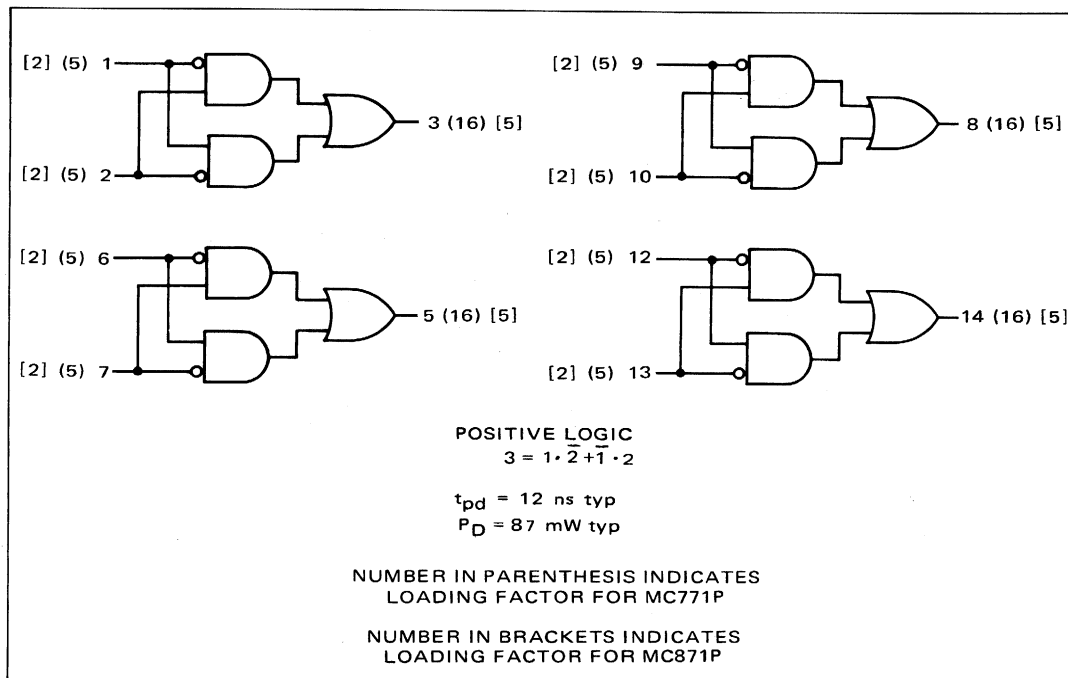 [2] (5) 1
[2] (5) 2
3 (16) [5]
[2] (5) 9
[2] (5) 10
8 (16) [5]
[2] (5) 6
[2] (5) 7
5 (16) [5]
[2] (5) 12
[2] (5) 13
14 (16) [5]
POSITIVE LOGIC
3 = 1 · 2̅ + 1̅ · 2
tpd = 12 ns typ
PD = 87 mW typ
NUMBER IN PARENTHESIS INDICATES
LOADING FACTOR FOR MC771P
NUMBER IN BRACKETS INDICATES
LOADING FACTOR FOR MC871P